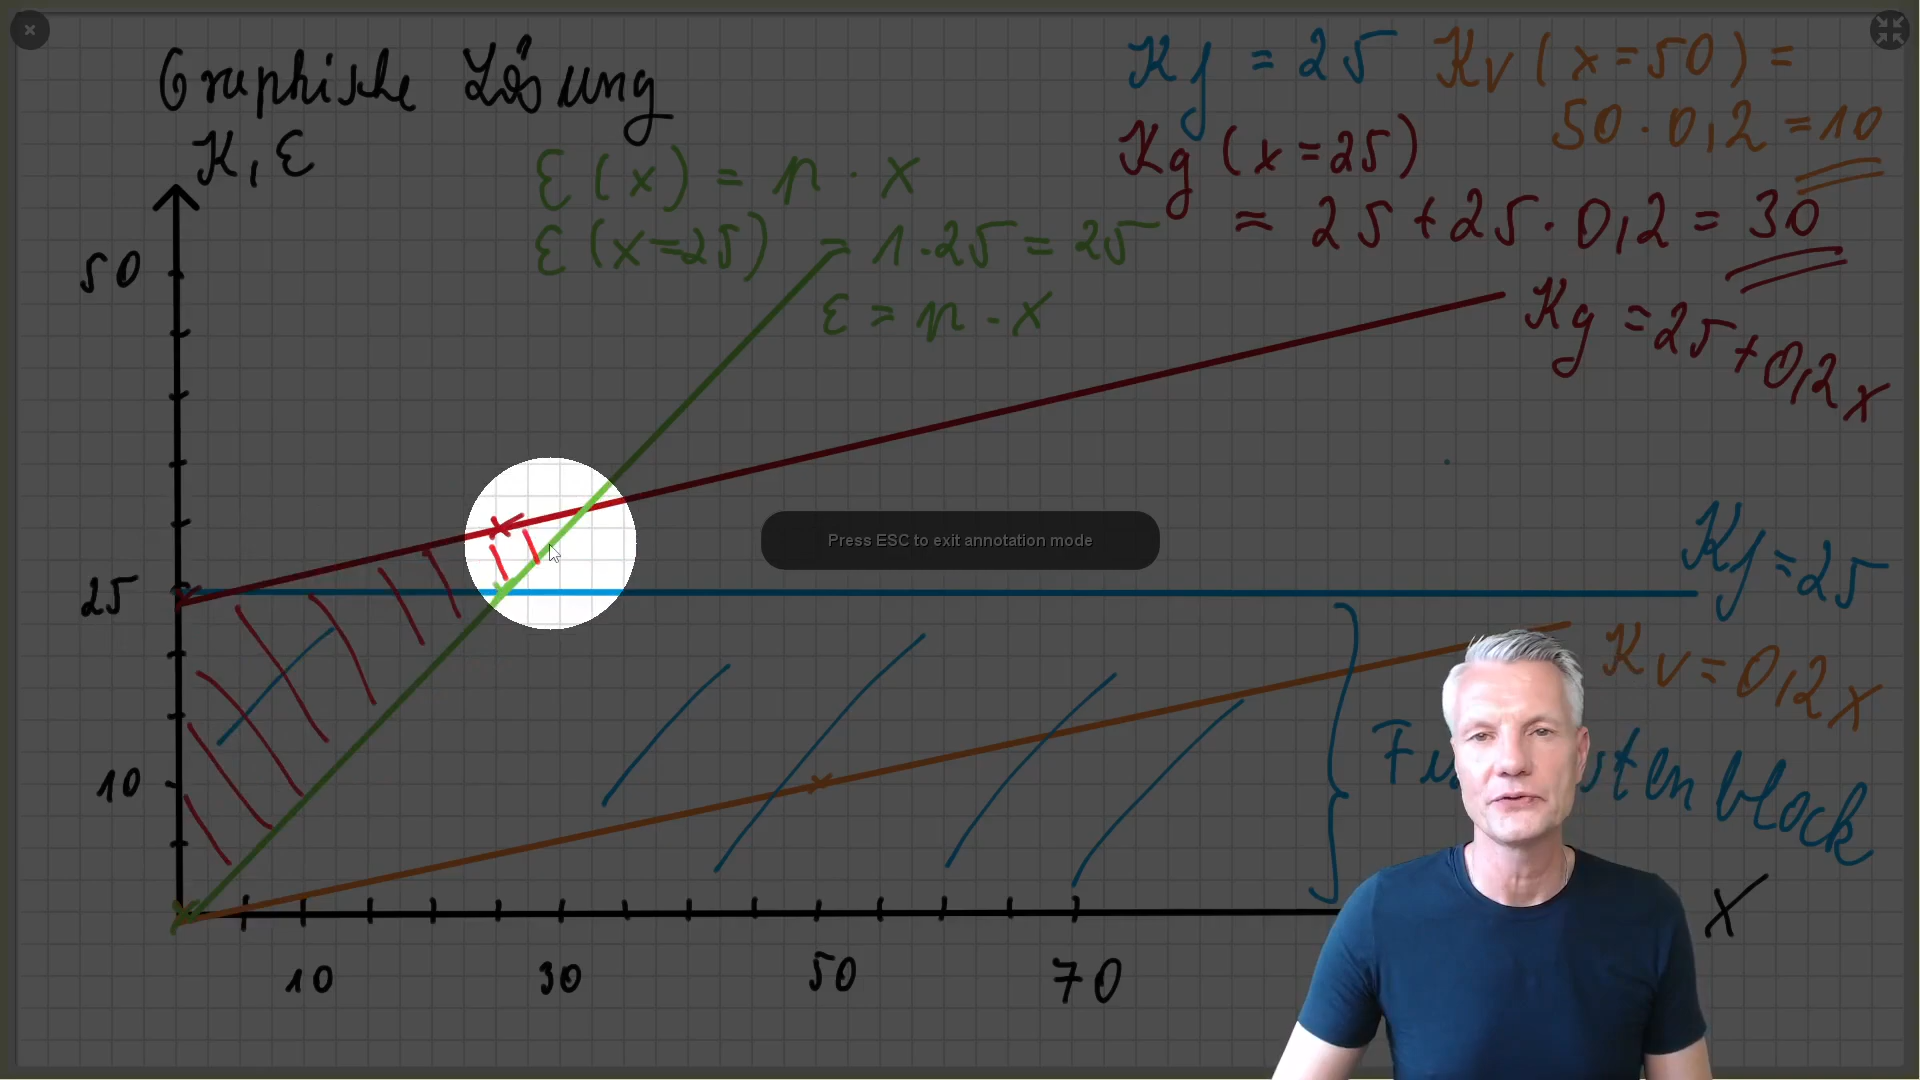 Graphische Lösung
K, E
Kf = 25
Kv (x=50) =
50 · 0,2 = 10
E(x) = n · x
Kg (x=25)
E(x=25) = 1·25 = 25
= 25+25·0,2 = 30
E = n · x
Kg = 25+0,2x
50
25
10
Press ESC to exit annotation mode
Kf=25
Kv=0,2x
10 30 50 70
X